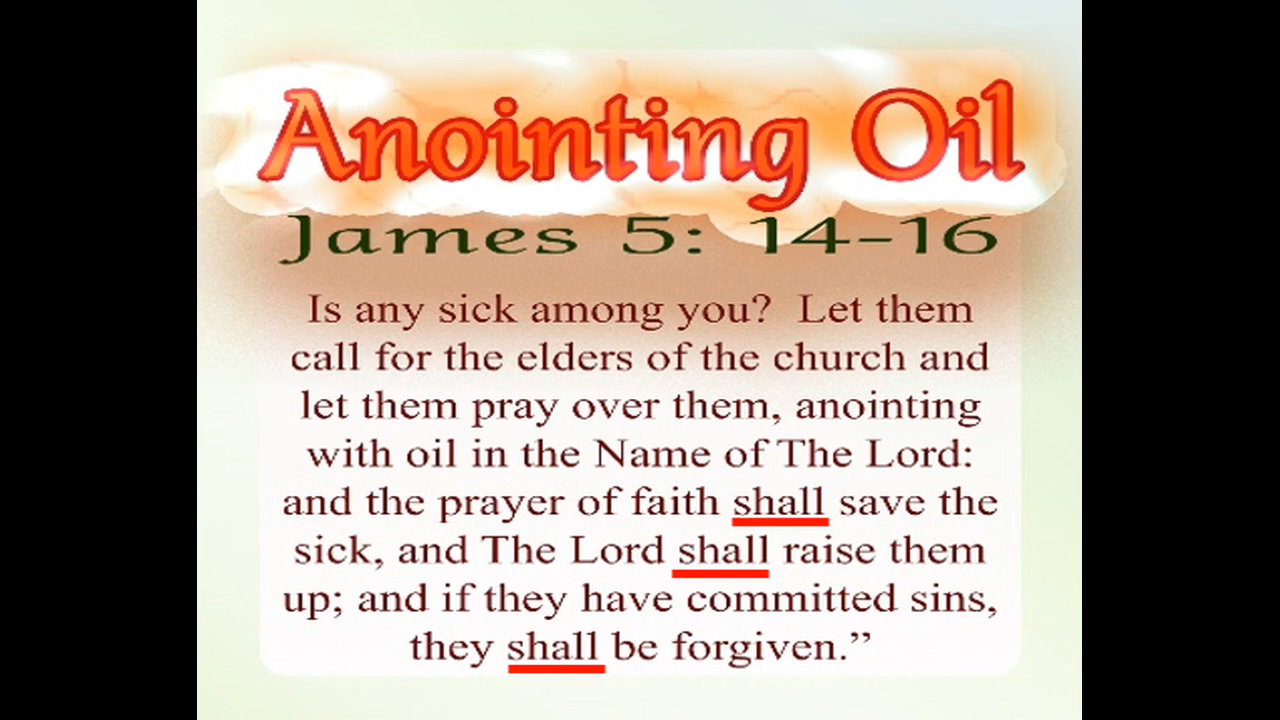 Anointing Oil
James 5: 14-16
Is any sick among you? Let them
call for the elders of the church and
let them pray over them, anointing
with oil in the Name of The Lord:
and the prayer of faith shall save the
sick, and The Lord shall raise them
up; and if they have committed sins,
they shall be forgiven.”